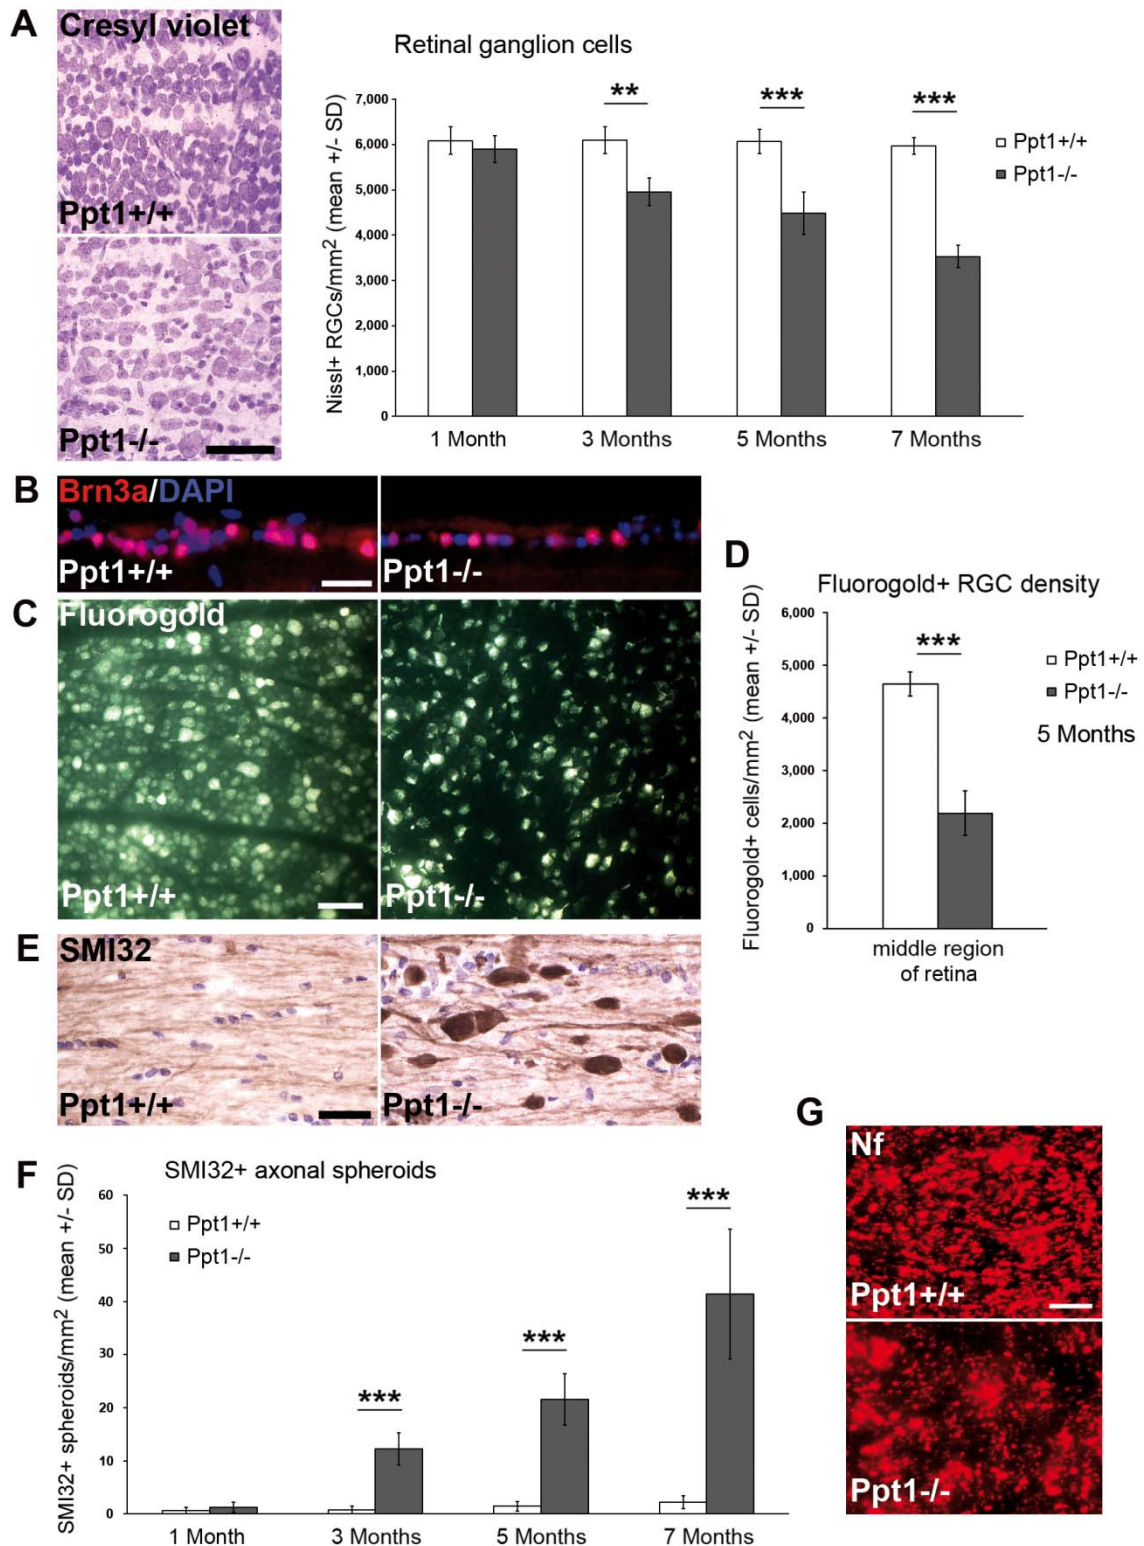 A
Cresyl violet
Ppt1+/+
Ppt1-/-
Retinal ganglion cells
Nissl+ RGCs/mm² (mean +/- SD)
7,000
6,000
5,000
4,000
3,000
2,000
1,000
0
**
***
***
Ppt1+/+
Ppt1-/-
1 Month
3 Months
5 Months
7 Months
B
Brn3a/DAPI
Ppt1+/+
Ppt1-/-
C
Fluorogold
Ppt1+/+
Ppt1-/-
D
Fluorogold+ RGC density
Fluorogold+ cells/mm² (mean +/- SD)
6,000
5,000
4,000
3,000
2,000
1,000
0
***
Ppt1+/+
Ppt1-/-
5 Months
middle region
of retina
E
SMI32
Ppt1+/+
Ppt1-/-
F
SMI32+ axonal spheroids
SMI32+ spheroids/mm² (mean +/- SD)
60
50
40
30
20
10
0
Ppt1+/+
Ppt1-/-
***
***
***
1 Month
3 Months
5 Months
7 Months
G
Nf
Ppt1+/+
Ppt1-/-